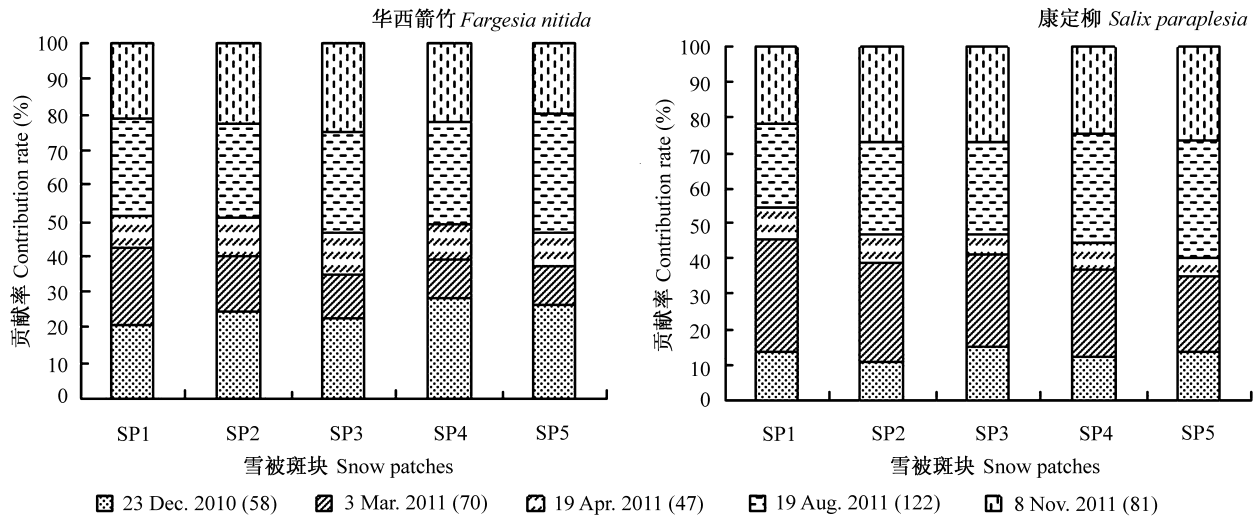 华西箭竹 Fargesia nitida
贡献率 Contribution rate (%)
100
90
80
70
60
50
40
30
20
10
0
SP1 SP2 SP3 SP4 SP5
雪被斑块 Snow patches
康定柳 Salix paraplesia
贡献率 Contribution rate (%)
100
90
80
70
60
50
40
30
20
10
0
SP1 SP2 SP3 SP4 SP5
雪被斑块 Snow patches
23 Dec. 2010 (58) 3 Mar. 2011 (70) 19 Apr. 2011 (47) 19 Aug. 2011 (122) 8 Nov. 2011 (81)